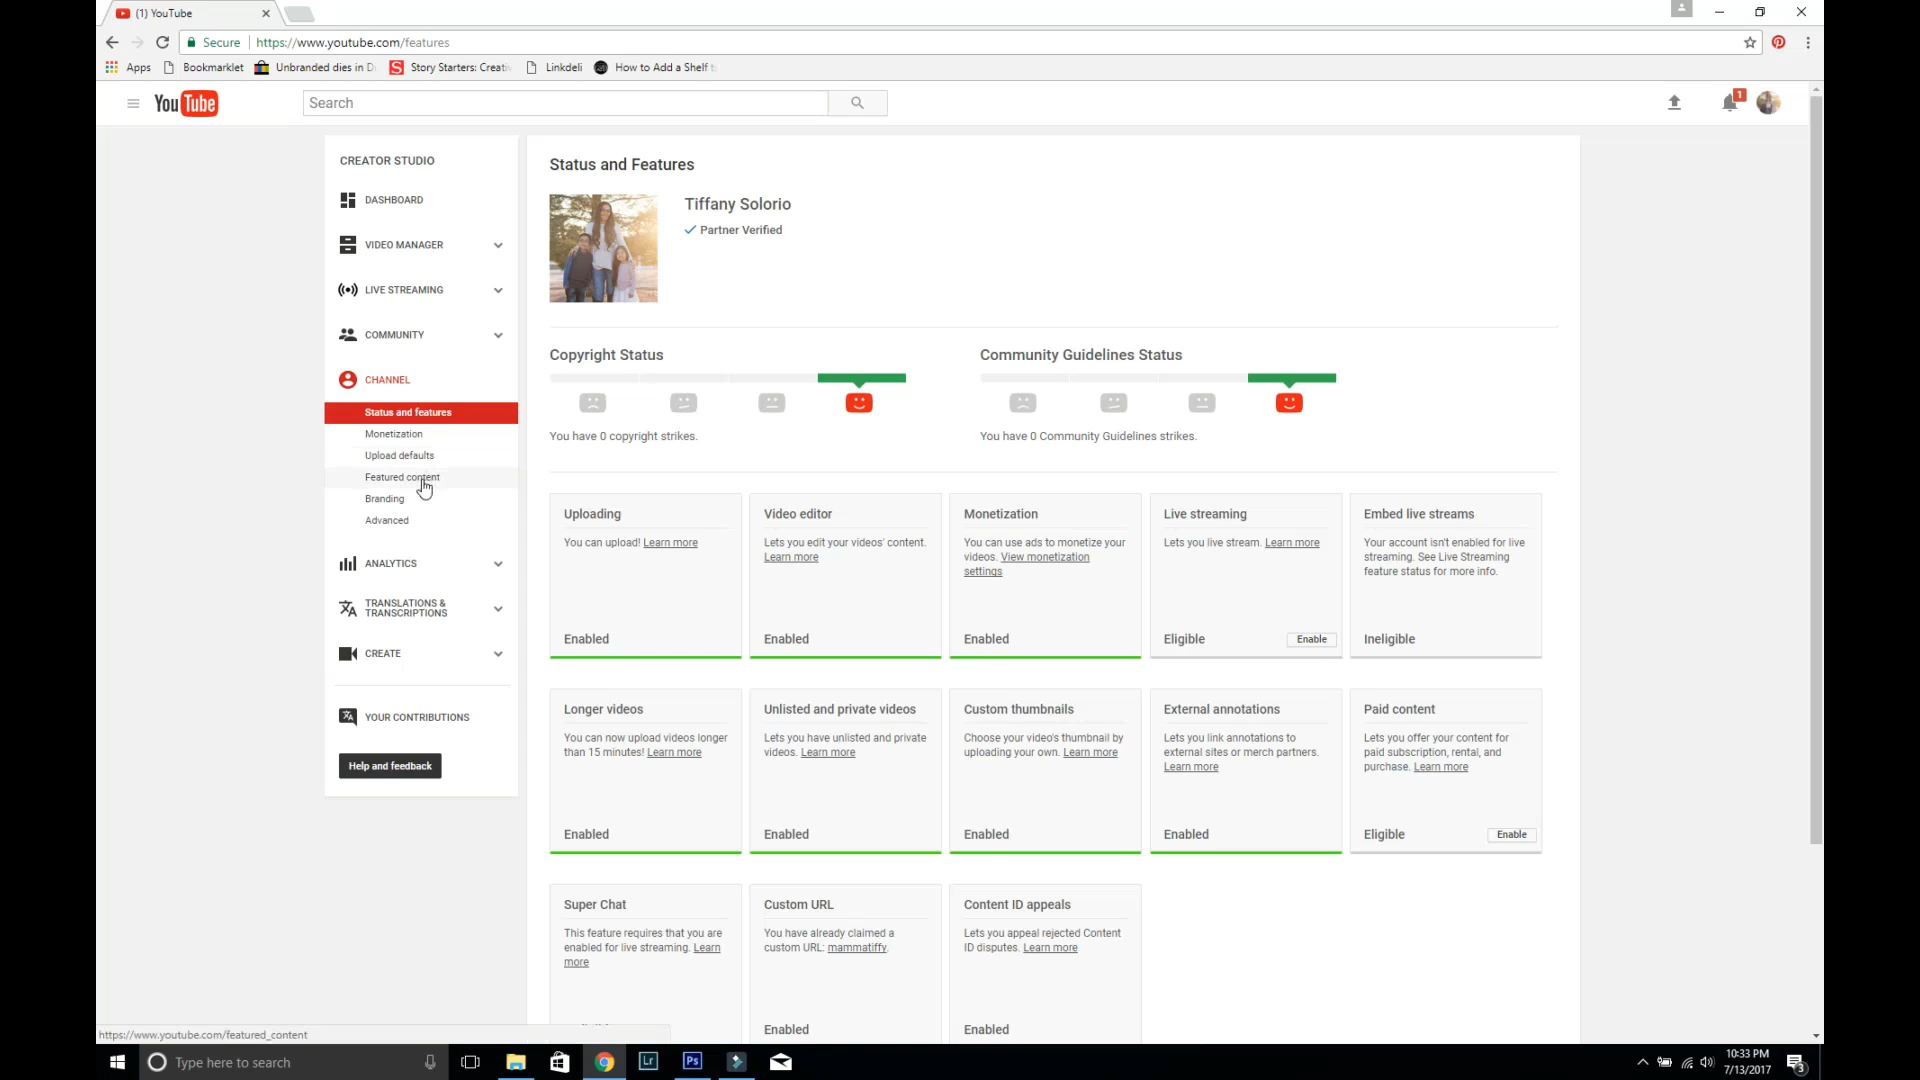 (1) YouTube
Secure
https://www.youtube.com/features
Apps
Bookmarklet
Unbranded dies in D
Story Starters: Creati
Linkdeli
How to Add a Shelf t
YouTube
Search
1
CREATOR STUDIO
DASHBOARD
VIDEO MANAGER
LIVE STREAMING
COMMUNITY
CHANNEL
Status and features
Monetization
Upload defaults
Featured content
Branding
Advanced
ANALYTICS
TRANSLATIONS &
TRANSCRIPTIONS
CREATE
YOUR CONTRIBUTIONS
Help and feedback
Status and Features
Tiffany Solorio
Partner Verified
Copyright Status
You have 0 copyright strikes.
Community Guidelines Status
You have 0 Community Guidelines strikes.
Uploading
You can upload! Learn more
Enabled
Video editor
Lets you edit your videos' content.
Learn more
Enabled
Monetization
You can use ads to monetize your
videos. View monetization
settings
Enabled
Live streaming
Lets you live stream. Learn more
Eligible
Enable
Embed live streams
Your account isn't enabled for live
streaming. See Live Streaming
feature status for more info.
Ineligible
Longer videos
You can now upload videos longer
than 15 minutes! Learn more
Enabled
Unlisted and private videos
Lets you have unlisted and private
videos. Learn more
Enabled
Custom thumbnails
Choose your video's thumbnail by
uploading your own. Learn more
Enabled
External annotations
Lets you link annotations to
external sites or merch partners.
Learn more
Enabled
Paid content
Lets you offer your content for
paid subscription, rental, and
purchase. Learn more
Eligible
Enable
Super Chat
This feature requires that you are
enabled for live streaming. Learn
more
Custom URL
You have already claimed a
custom URL: mammatiffy.
Enabled
Content ID appeals
Lets you appeal rejected Content
ID disputes. Learn more
Enabled
https://www.youtube.com/featured_content
Type here to search
Lr
Ps
10:33 PM
7/13/2017
3